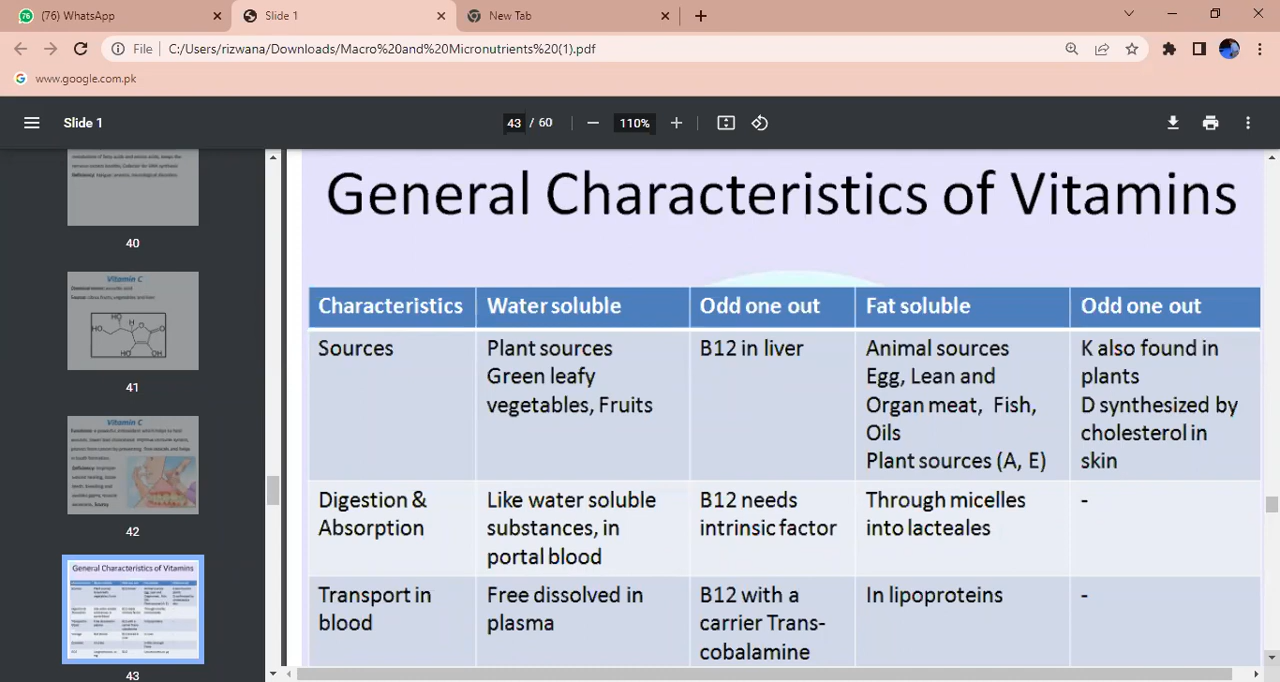 (76) WhatsApp
Slide 1
New Tab
File C:/Users/rizwana/Downloads/Macro%20and%20Micronutrients%20(1).pdf
www.google.com.pk
Slide 1
43 / 60
110%
40
Vitamin C
HO
HO
H
O
O
HO
OH
41
Vitamin C
42
General Characteristics of Vitamins
43
General Characteristics of Vitamins
Characteristics Water soluble Odd one out Fat soluble Odd one out
Sources
Plant sources
Green leafy
vegetables, Fruits
B12 in liver
Animal sources
Egg, Lean and
Organ meat, Fish,
Oils
Plant sources (A, E)
K also found in
plants
D synthesized by
cholesterol in
skin
Digestion &
Absorption
Like water soluble
substances, in
portal blood
B12 needs
intrinsic factor
Through micelles
into lacteales
-
Transport in
blood
Free dissolved in
plasma
B12 with a
carrier Trans-
cobalamine
In lipoproteins
-